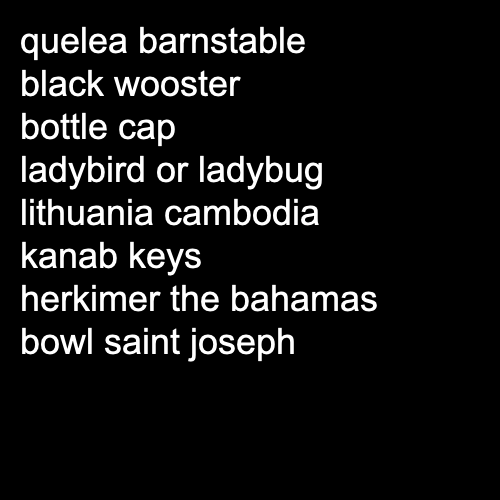 quelea barnstable
black wooster
bottle cap
ladybird or ladybug
lithuania cambodia
kanab keys
herkimer the bahamas
bowl saint joseph